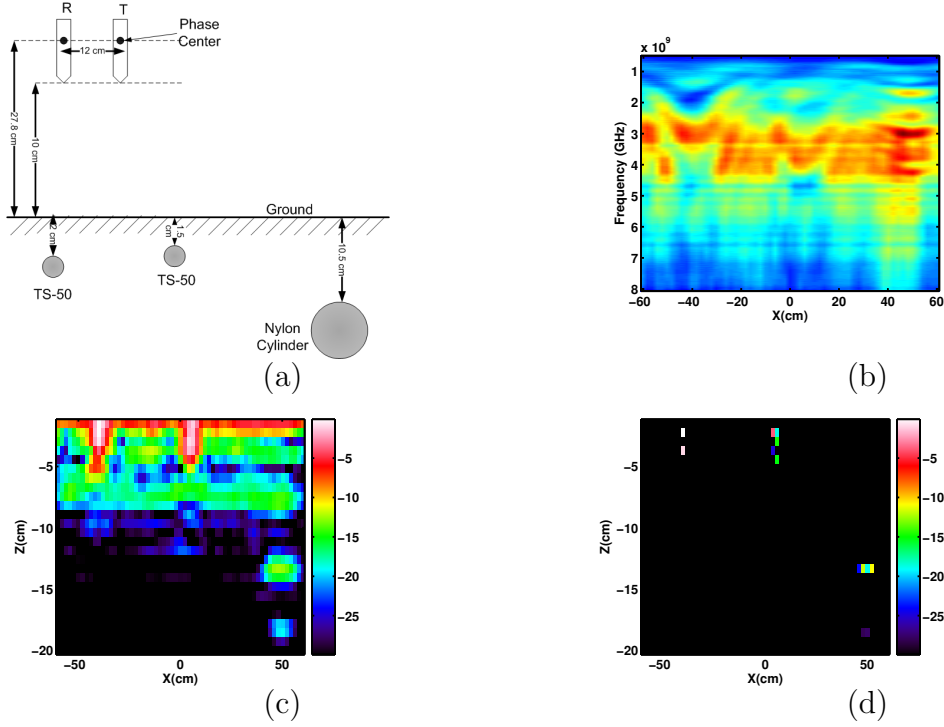 R T
Phase
Center
12 cm
27.8 cm
10 cm
Ground
2 cm
1.5
cm
10.5 cm
TS-50
TS-50
Nylon
Cylinder
(a)
x 10^9
1
2
3
4
5
6
7
8
Frequency (GHz)
−60 −40 −20 0 20 40 60
X(cm)
(b)
−5
−10
−15
−20
Z(cm)
−50 0 50
X(cm)
−5
−10
−15
−20
−25
(c)
−5
−10
−15
−20
Z(cm)
−50 0 50
X(cm)
−5
−10
−15
−20
−25
(d)